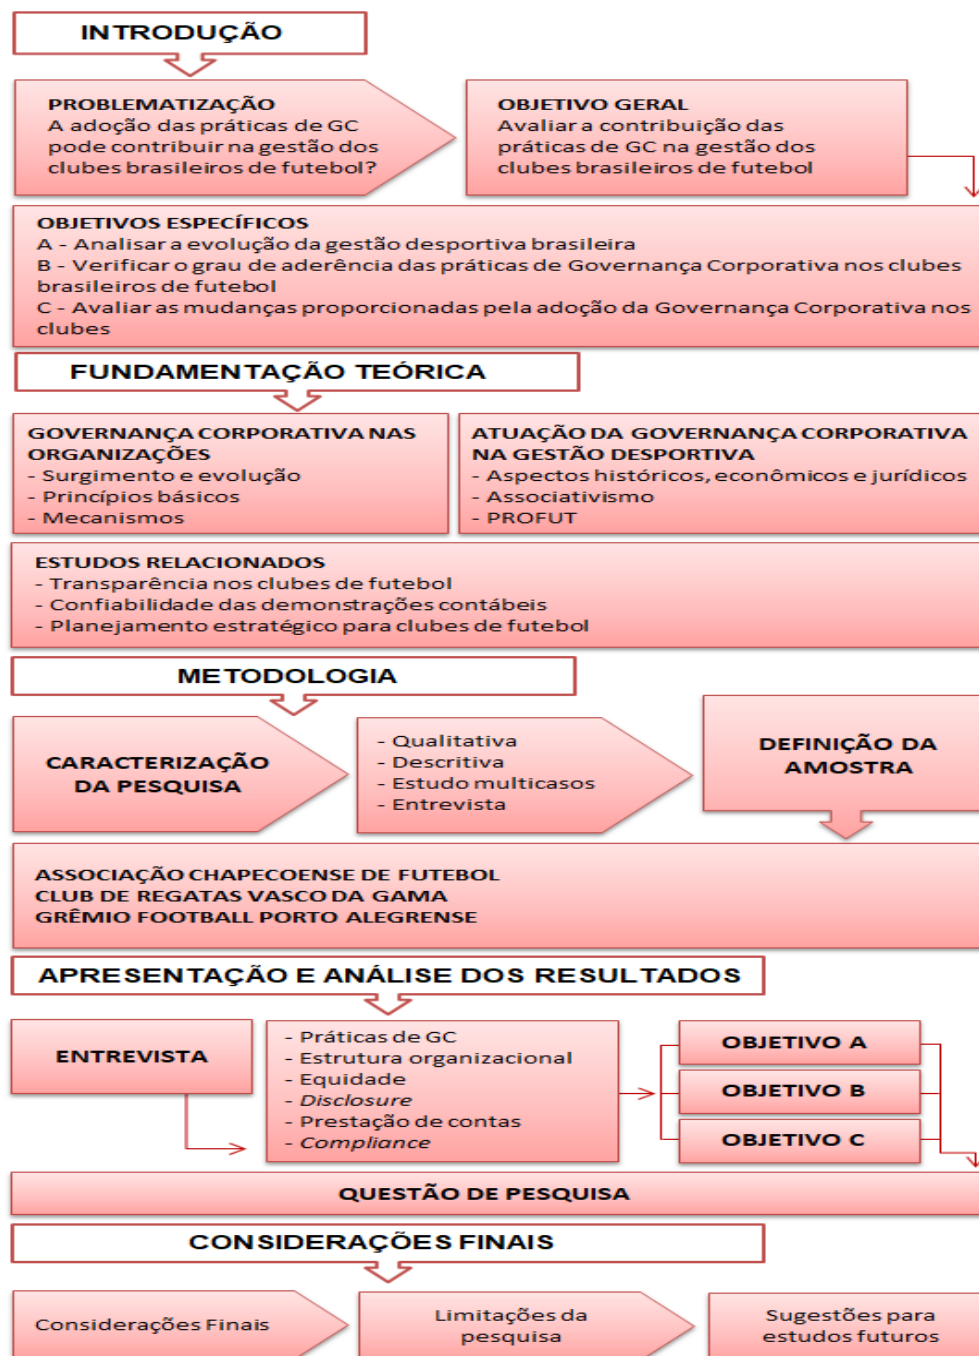 INTRODUÇÃO
PROBLEMATIZAÇÃO
A adoção das práticas de GC
pode contribuir na gestão dos
clubes brasileiros de futebol?
OBJETIVO GERAL
Avaliar a contribuição das
práticas de GC na gestão dos
clubes brasileiros de futebol
OBJETIVOS ESPECÍFICOS
A - Analisar a evolução da gestão desportiva brasileira
B - Verificar o grau de aderência das práticas de Governança Corporativa nos clubes
brasileiros de futebol
C - Avaliar as mudanças proporcionadas pela adoção da Governança Corporativa nos
clubes
FUNDAMENTAÇÃO TEÓRICA
GOVERNANÇA CORPORATIVA NAS
ORGANIZAÇÕES
- Surgimento e evolução
- Princípios básicos
- Mecanismos
ATUAÇÃO DA GOVERNANÇA CORPORATIVA
NA GESTÃO DESPORTIVA
- Aspectos históricos, econômicos e jurídicos
- Associativismo
- PROFUT
ESTUDOS RELACIONADOS
- Transparência nos clubes de futebol
- Confiabilidade das demonstrações contábeis
- Planejamento estratégico para clubes de futebol
METODOLOGIA
CARACTERIZAÇÃO
DA PESQUISA
- Qualitativa
- Descritiva
- Estudo multicasos
- Entrevista
DEFINIÇÃO DA
AMOSTRA
ASSOCIAÇÃO CHAPECOENSE DE FUTEBOL
CLUB DE REGATAS VASCO DA GAMA
GRÊMIO FOOTBALL PORTO ALEGRENSE
APRESENTAÇÃO E ANÁLISE DOS RESULTADOS
ENTREVISTA
- Práticas de GC
- Estrutura organizacional
- Equidade
- Disclosure
- Prestação de contas
- Compliance
OBJETIVO A
OBJETIVO B
OBJETIVO C
QUESTÃO DE PESQUISA
CONSIDERAÇÕES FINAIS
Considerações Finais
Limitações da
pesquisa
Sugestões para
estudos futuros